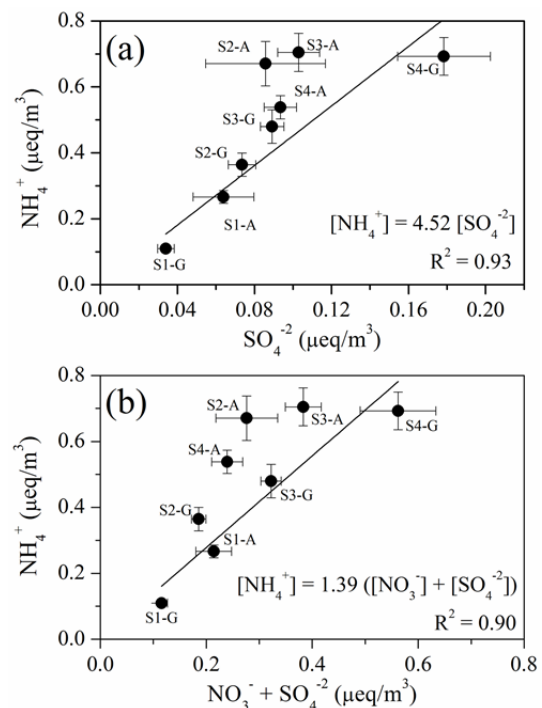 (a)
0.8
0.6
0.4
0.2
0.0
NH₄⁺ (µeq/m³)
S2-A
S3-A
S4-G
S4-A
S3-G
S2-G
S1-A
S1-G
[NH₄⁺] = 4.52 [SO₄⁻²]
R² = 0.93
0.00 0.04 0.08 0.12 0.16 0.20
SO₄⁻² (µeq/m³)
(b)
0.8
0.6
0.4
0.2
0.0
NH₄⁺ (µeq/m³)
S2-A
S3-A
S4-G
S4-A
S3-G
S2-G
S1-A
S1-G
[NH₄⁺] = 1.39 ([NO₃⁻] + [SO₄⁻²])
R² = 0.90
0.0 0.2 0.4 0.6 0.8
NO₃⁻ + SO₄⁻² (µeq/m³)